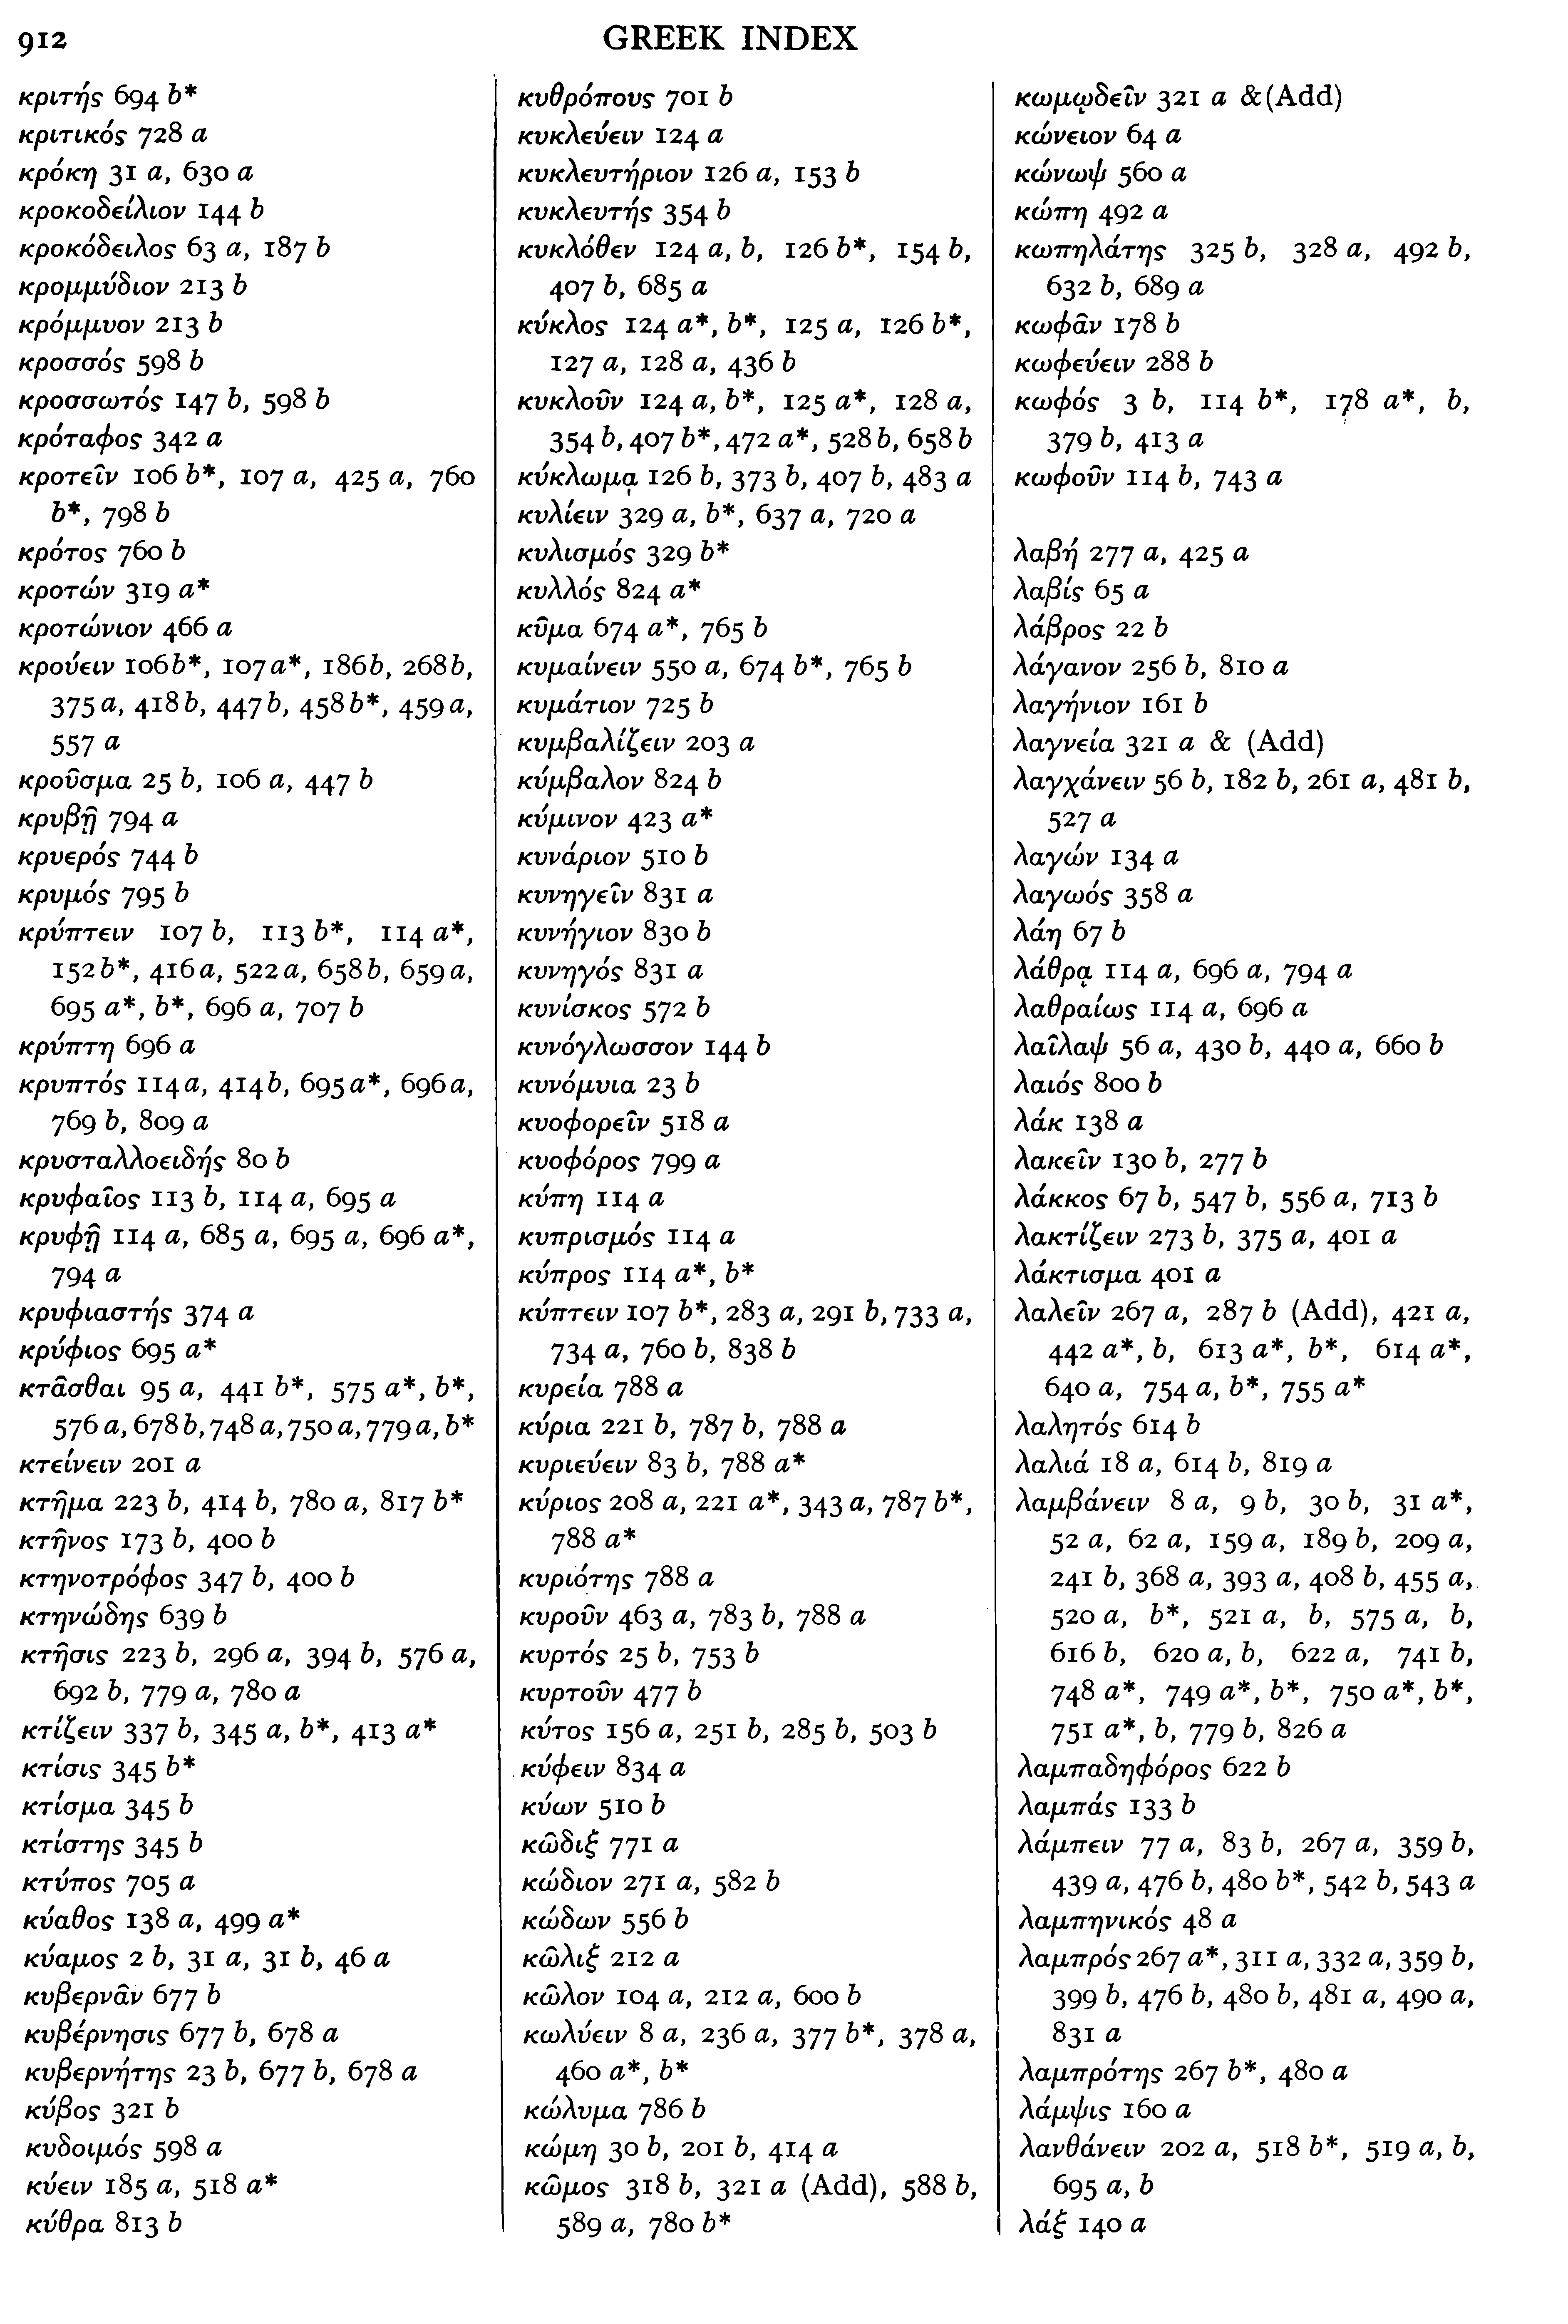 912
GREEK INDEX
κριτής 694 b*
κριτικός 728 a
κρόκη 31 a, 630 a
κροκοδείλιον 144 b
κροκόδειλος 63 a, 187 b
κρομμύδιον 213 b
κρόμμυον 213 b
κροσσός 598 b
κροσσωτός 147 b, 598 b
κρόταφος 342 a
κροτεῖν 106 b*, 107 a, 425 a, 760
b*, 798 b
κρότος 760 b
κροτών 319 a*
κροτώνιον 466 a
κρούειν 106b*, 107a*, 186b, 268b,
375a, 418b, 447b, 458b*, 459a,
557 a
κροῦσμα 25 b, 106 a, 447 b
κρυβῇ 794 a
κρυερός 744 b
κρυμός 795 b
κρύπτειν 107 b, 113 b*, 114 a*,
152b*, 416a, 522a, 658b, 659a,
695 a*, b*, 696 a, 707 b
κρύπτη 696 a
κρυπτός 114a, 414b, 695a*, 696a,
769 b, 809 a
κρυσταλλοειδής 80 b
κρυφαῖος 113 b, 114 a, 695 a
κρυφῇ 114 a, 685 a, 695 a, 696 a*,
794 a
κρυφιαστής 374 a
κρύφιος 695 a*
κτᾶσθαι 95 a, 441 b*, 575 a*, b*,
576a, 678b, 748a, 750a, 779a, b*
κτείνειν 201 a
κτῆμα 223 b, 414 b, 780 a, 817 b*
κτῆνος 173 b, 400 b
κτηνοτρόφος 347 b, 400 b
κτηνώδης 639 b
κτῆσις 223 b, 296 a, 394 b, 576 a,
692 b, 779 a, 780 a
κτίζειν 337 b, 345 a, b*, 413 a*
κτίσις 345 b*
κτίσμα 345 b
κτίστης 345 b
κτύπος 705 a
κύαθος 138 a, 499 a*
κύαμος 2 b, 31 a, 31 b, 46 a
κυβερνᾶν 677 b
κυβέρνησις 677 b, 678 a
κυβερνήτης 23 b, 677 b, 678 a
κύβος 321 b
κυδοιμός 598 a
κύειν 185 a, 518 a*
κύθρα 813 b
κυθρόπους 701 b
κυκλεύειν 124 a
κυκλευτήριον 126 a, 153 b
κυκλευτής 354 b
κυκλόθεν 124 a, b, 126 b*, 154 b,
407 b, 685 a
κύκλος 124 a*, b*, 125 a, 126 b*,
127 a, 128 a, 436 b
κυκλοῦν 124 a, b*, 125 a*, 128 a,
354 b, 407 b*, 472 a*, 528 b, 658 b
κύκλωμα 126 b, 373 b, 407 b, 483 a
κυλίειν 329 a, b*, 637 a, 720 a
κυλισμός 329 b*
κυλλός 824 a*
κῦμα 674 a*, 765 b
κυμαίνειν 550 a, 674 b*, 765 b
κυμάτιον 725 b
κυμβαλίζειν 203 a
κύμβαλον 824 b
κύμινον 423 a*
κυνάριον 510 b
κυνηγεῖν 831 a
κυνήγιον 830 b
κυνηγός 831 a
κυνίσκος 572 b
κυνόγλωσσον 144 b
κυνόμυια 23 b
κυοφορεῖν 518 a
κυοφόρος 799 a
κύπη 114 a
κυπρισμός 114 a
κύπρος 114 a*, b*
κύπτειν 107 b*, 283 a, 291 b, 733 a,
734 a, 760 b, 838 b
κυρεία 788 a
κύρια 221 b, 787 b, 788 a
κυριεύειν 83 b, 788 a*
κύριος 208 a, 221 a*, 343 a, 787 b*,
788 a*
κυριότης 788 a
κυροῦν 463 a, 783 b, 788 a
κυρτός 25 b, 753 b
κυρτοῦν 477 b
κύτος 156 a, 251 b, 285 b, 503 b
κύφειν 834 a
κύων 510 b
κῶδιξ 771 a
κώδιον 271 a, 582 b
κώδων 556 b
κῶλιξ 212 a
κῶλον 104 a, 212 a, 600 b
κωλύειν 8 a, 236 a, 377 b*, 378 a,
460 a*, b*
κώλυμα 786 b
κώμη 30 b, 201 b, 414 a
κῶμος 318 b, 321 a (Add), 588 b,
589 a, 780 b*
κωμῳδεῖν 321 a &(Add)
κώνειον 64 a
κώνωψ 560 a
κώπη 492 a
κωπηλάτης 325 b, 328 a, 492 b,
632 b, 689 a
κωφᾶν 178 b
κωφεύειν 288 b
κωφός 3 b, 114 b*, 178 a*, b,
379 b, 413 a
κωφοῦν 114 b, 743 a
λαβή 277 a, 425 a
λαβίς 65 a
λάβρος 22 b
λάγανον 256 b, 810 a
λαγήνιον 161 b
λαγνεία 321 a & (Add)
λαγχάνειν 56 b, 182 b, 261 a, 481 b,
527 a
λαγών 134 a
λαγωός 358 a
λάη 67 b
λάθρᾳ 114 a, 696 a, 794 a
λαθραίως 114 a, 696 a
λαῖλαψ 56 a, 430 b, 440 a, 660 b
λαιός 800 b
λάκ 138 a
λακεῖν 130 b, 277 b
λάκκος 67 b, 547 b, 556 a, 713 b
λακτίζειν 273 b, 375 a, 401 a
λάκτισμα 401 a
λαλεῖν 267 a, 287 b (Add), 421 a,
442 a*, b, 613 a*, b*, 614 a*,
640 a, 754 a, b*, 755 a*
λαλητός 614 b
λαλιά 18 a, 614 b, 819 a
λαμβάνειν 8 a, 9 b, 30 b, 31 a*,
52 a, 62 a, 159 a, 189 b, 209 a,
241 b, 368 a, 393 a, 408 b, 455 a,
520 a, b*, 521 a, b, 575 a, b,
616 b, 620 a, b, 622 a, 741 b,
748 a*, 749 a*, b*, 750 a*, b*,
751 a*, b, 779 b, 826 a
λαμπαδηφόρος 622 b
λαμπάς 133 b
λάμπειν 77 a, 83 b, 267 a, 359 b,
439 a, 476 b, 480 b*, 542 b, 543 a
λαμπηνικός 48 a
λαμπρός 267 a*, 311 a, 332 a, 359 b,
399 b, 476 b, 480 b, 481 a, 490 a,
831 a
λαμπρότης 267 b*, 480 a
λάμψις 160 a
λανθάνειν 202 a, 518 b*, 519 a, b,
695 a, b
λάξ 140 a